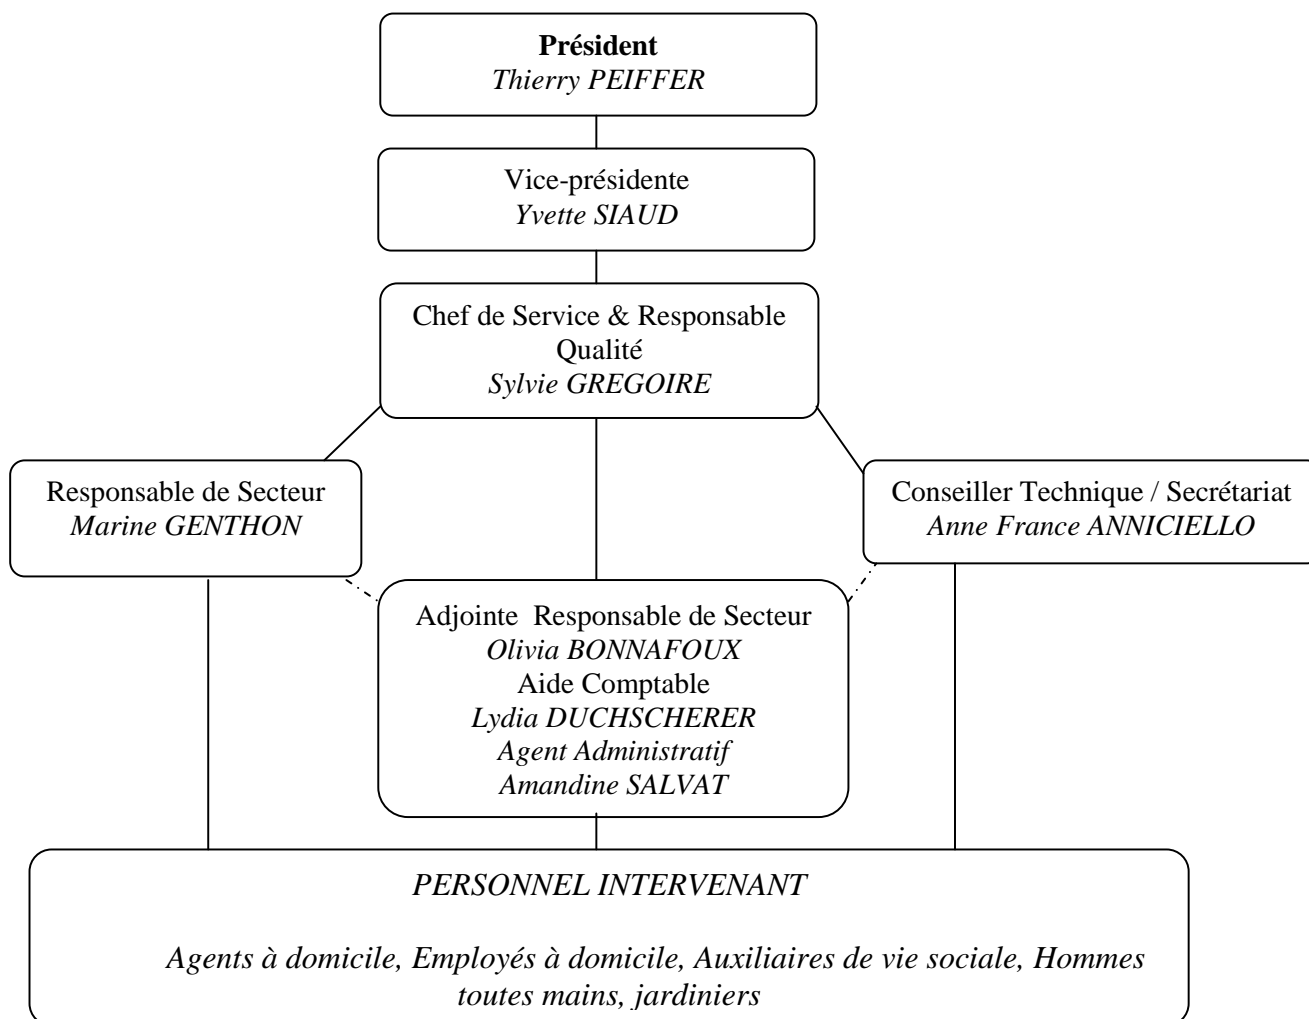 Président
Thierry PEIFFER
Vice-présidente
Yvette SIAUD
Chef de Service & Responsable
Qualité
Sylvie GREGOIRE
Responsable de Secteur
Marine GENTHON
Conseiller Technique / Secrétariat
Anne France ANNICIELLO
Adjointe Responsable de Secteur
Olivia BONNAFOUX
Aide Comptable
Lydia DUCHSCHERER
Agent Administratif
Amandine SALVAT
PERSONNEL INTERVENANT
Agents à domicile, Employés à domicile, Auxiliaires de vie sociale, Hommes
toutes mains, jardiniers